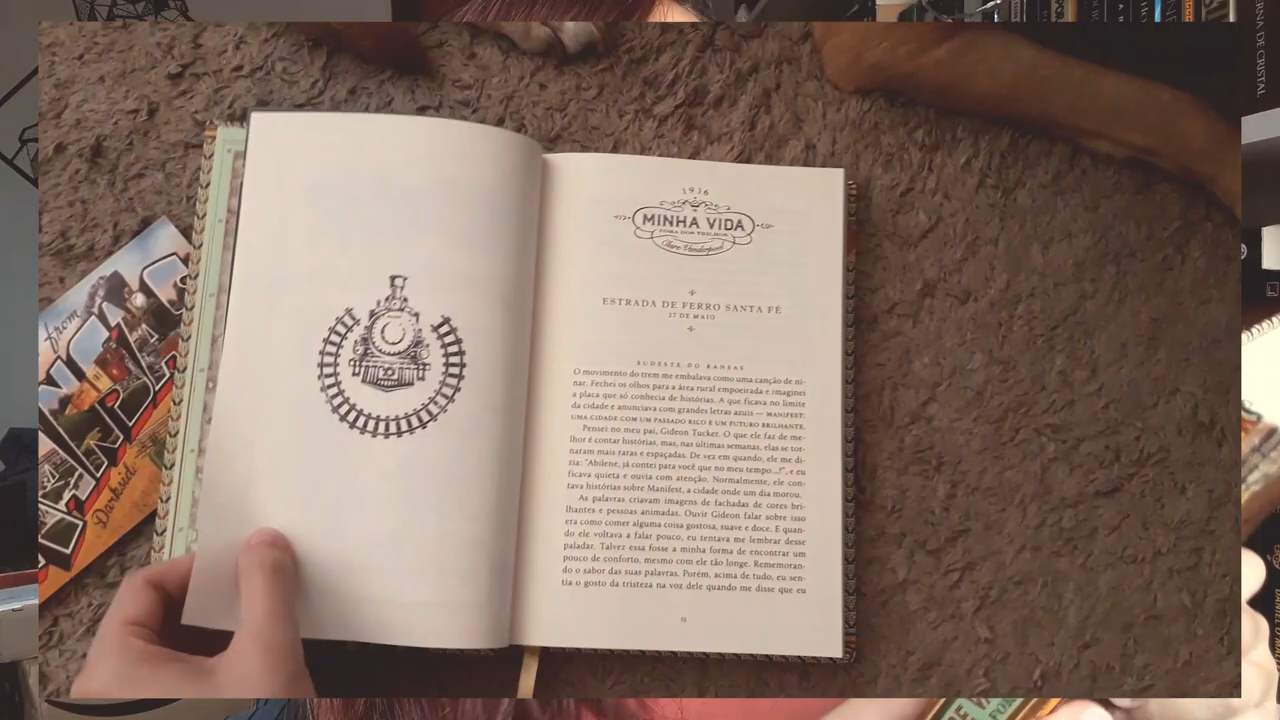 1936
MINHA VIDA
FORA DOS TRILHOS
Clare Vanderpool
ESTRADA DE FERRO SANTA FÉ
27 DE MAIO
SUDESTE DO KANSAS
O movimento do trem me embalava como uma canção de ni-
nar. Fechei os olhos para a área rural empoeirada e imaginei
a placa que só conhecia de histórias. A que ficava no limite
da cidade e anunciava com grandes letras azuis — MANIFEST:
UMA CIDADE COM UM PASSADO RICO E UM FUTURO BRILHANTE.
Pensei no meu pai, Gideon Tucker. O que ele faz de me-
lhor é contar histórias, mas, nas últimas semanas, elas se tor-
naram mais raras e espaçadas. De vez em quando, ele me di-
zia: "Abilene, já contei para você que no meu tempo...?", e eu
ficava quieta e ouvia com atenção. Normalmente, ele con-
tava histórias sobre Manifest, a cidade onde um dia morou.
As palavras criavam imagens de fachadas de cores bri-
lhantes e pessoas animadas. Ouvir Gideon falar sobre isso
era como comer alguma coisa gostosa, suave e doce. E quan-
do ele voltava a falar pouco, eu tentava me lembrar desse
paladar. Talvez essa fosse a minha forma de encontrar um
pouco de conforto, mesmo com ele tão longe. Rememoran-
do o sabor das suas palavras. Porém, acima de tudo, eu sen-
tia o gosto da tristeza na voz dele quando me disse que eu
from
KANSAS
Darkside
ERNA DE CRISTAL